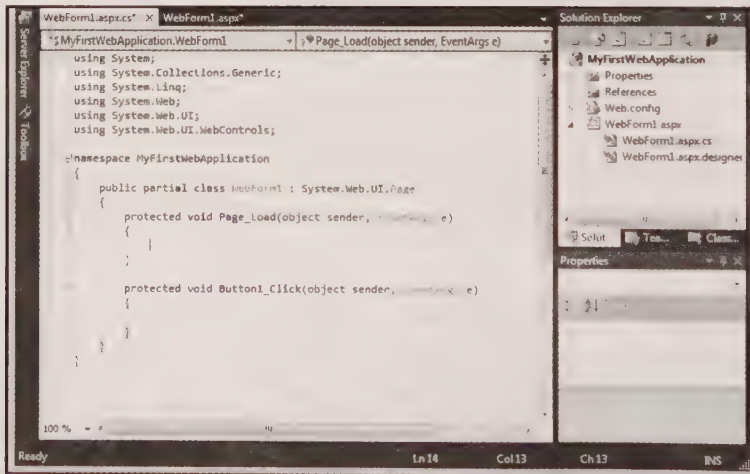 WebForm1.aspx.cs* × WebForm1.aspx*
MyFirstWebApplication.WebForm1
Page_Load(object sender, EventArgs e)
using System;
using System.Collections.Generic;
using System.Linq;
using System.Web;
using System.Web.UI;
using System.Web.UI.WebControls;
namespace MyFirstWebApplication
{
public partial class WebForm1 : System.Web.UI.Page
{
protected void Page_Load(object sender, e)
{
}
protected void Button1_Click(object sender, e)
{
}
}
}
100 %
Ready
Ln 14 Col 13 Ch 13 INS
Server Explorer
Toolbox
Solution Explorer
MyFirstWebApplication
Properties
References
Web.config
WebForm1.aspx
WebForm1.aspx.cs
WebForm1.aspx.designer
Solut... Tea... Class...
Properties